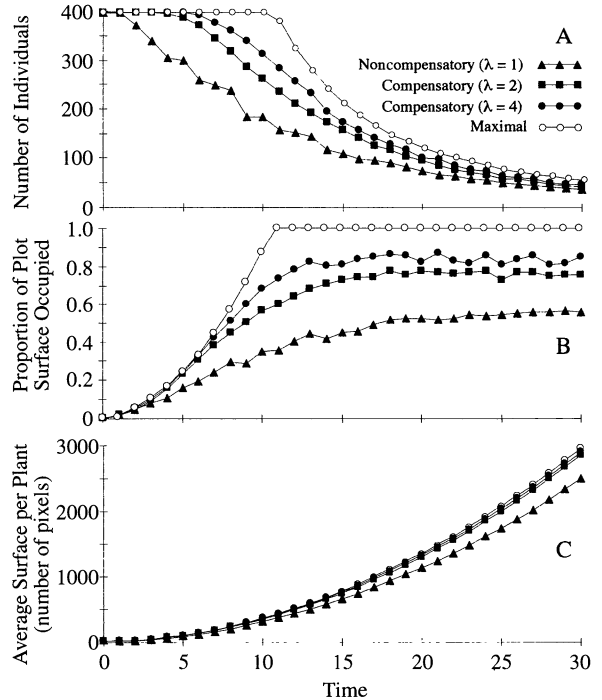 Number of Individuals
400
300
200
100
0
A
Noncompensatory (λ = 1)
Compensatory (λ = 2)
Compensatory (λ = 4)
Maximal
Proportion of Plot
Surface Occupied
1.0
0.8
0.6
0.4
0.2
0
B
Average Surface per Plant
(number of pixels)
3000
2000
1000
0
C
0
5
10
15
20
25
30
Time